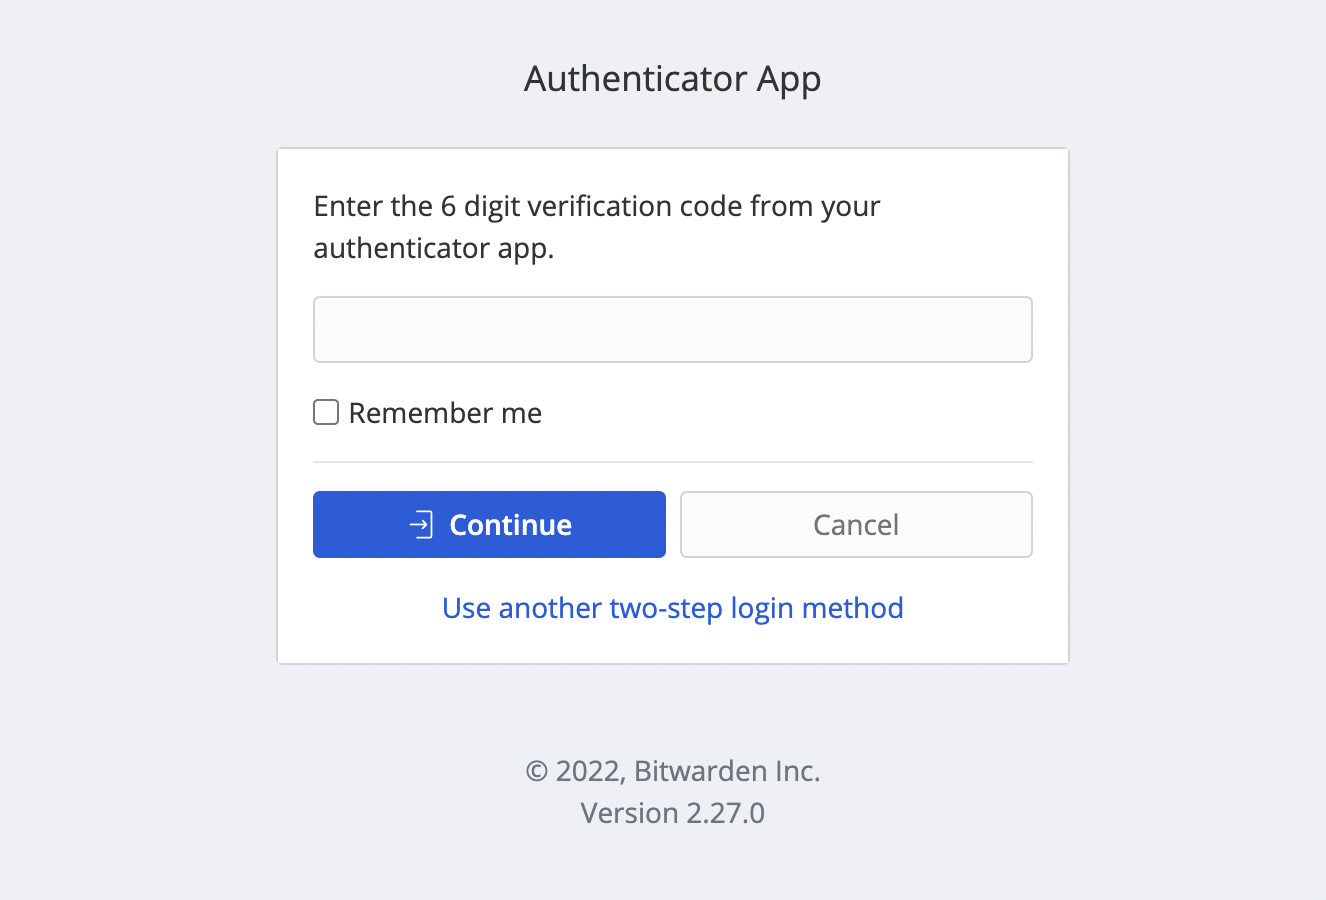 Authenticator App
Enter the 6 digit verification code from your
authenticator app.
Remember me
Continue
Cancel
Use another two-step login method
© 2022, Bitwarden Inc.
Version 2.27.0